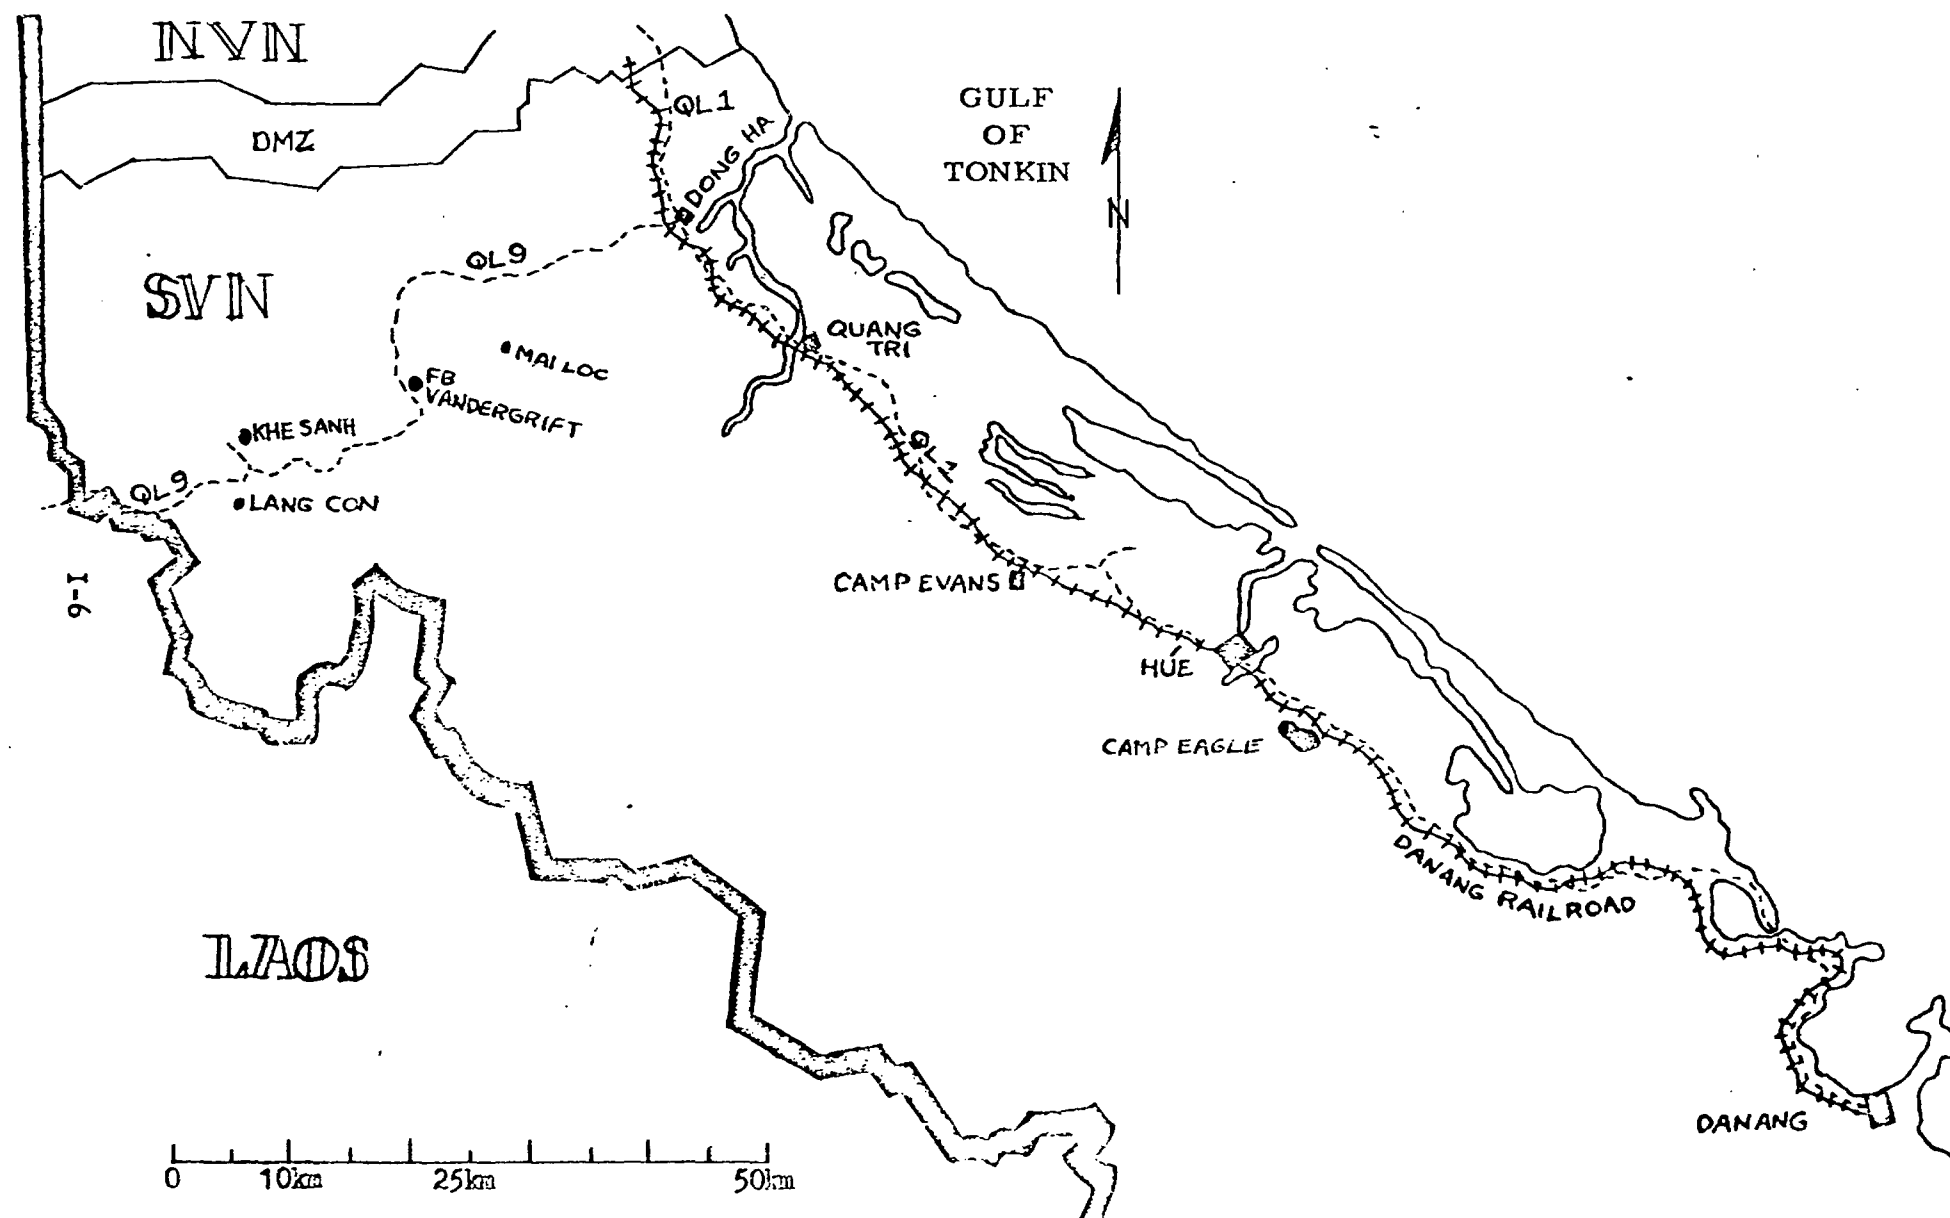 NVN
DMZ
QL1
DONG HA
GULF
OF
TONKIN
N
SVN
QL9
QUANG
TRI
MAI LOC
FB
VANDERGRIFT
KHE SANH
QL1
QL9
LANG CON
I-6
CAMP EVANS
HÚE
CAMP EAGLE
DANANG RAILROAD
LAOS
DANANG
0 10km 25km 50km